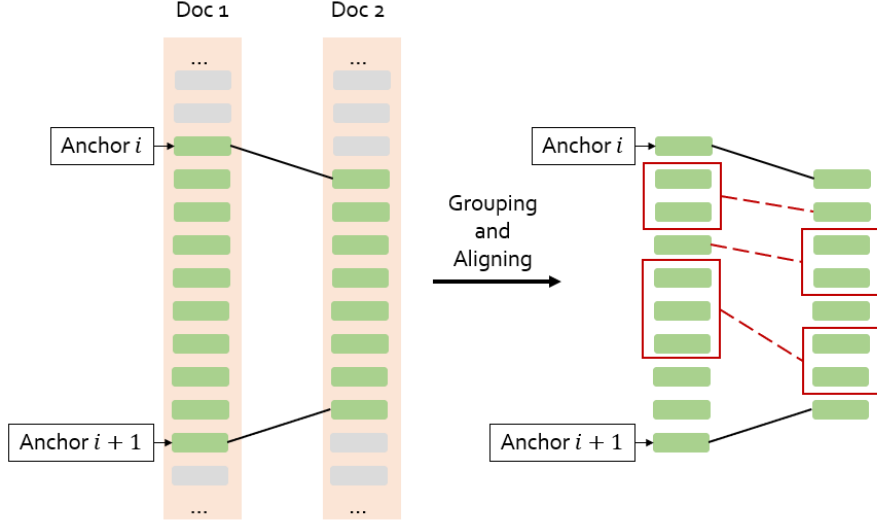 Doc 1
Doc 2
...
...
Anchor i
Anchor i + 1
...
...
Grouping
and
Aligning
Anchor i
Anchor i + 1